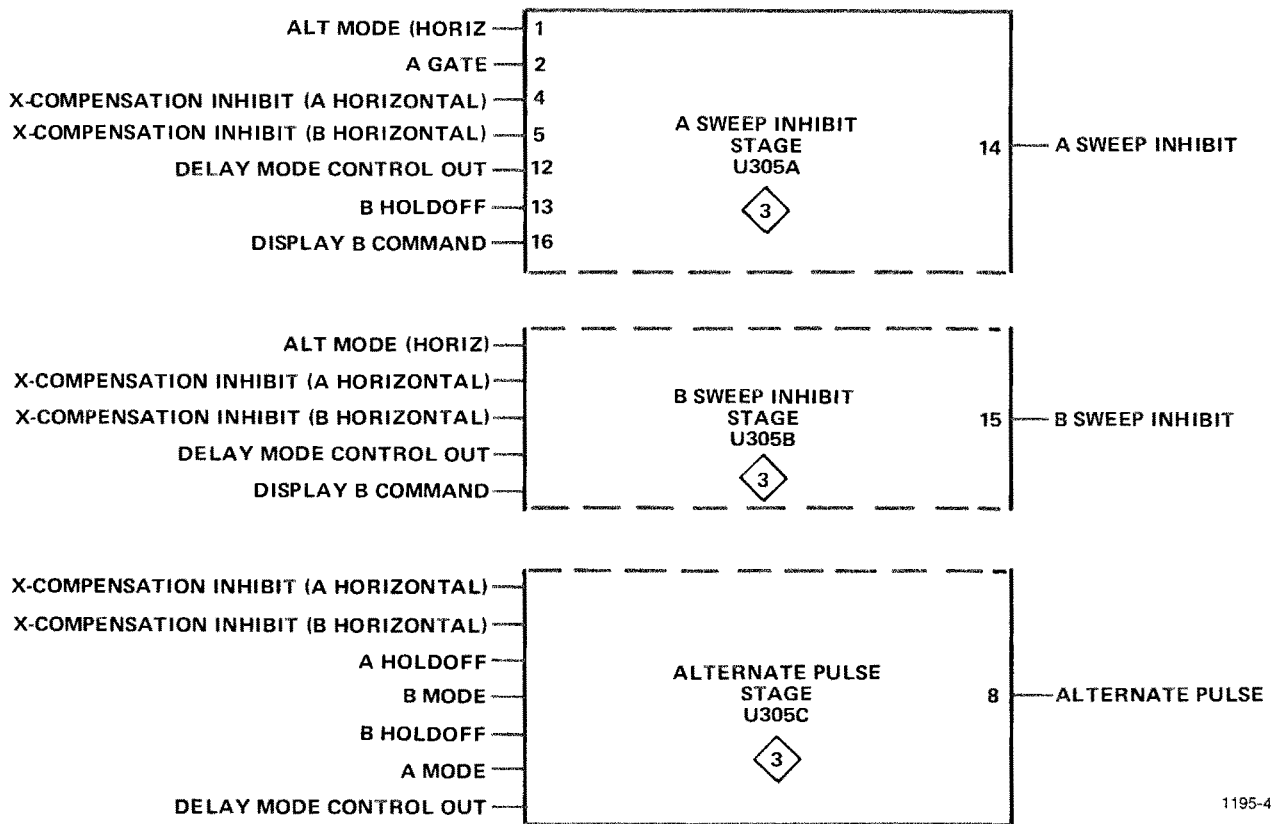 ALT MODE (HORIZ 1
A GATE 2
X-COMPENSATION INHIBIT (A HORIZONTAL) 4
X-COMPENSATION INHIBIT (B HORIZONTAL) 5
DELAY MODE CONTROL OUT 12
B HOLDOFF 13
DISPLAY B COMMAND 16
A SWEEP INHIBIT
STAGE
U305A
3
14 A SWEEP INHIBIT
ALT MODE (HORIZ)
X-COMPENSATION INHIBIT (A HORIZONTAL)
X-COMPENSATION INHIBIT (B HORIZONTAL)
DELAY MODE CONTROL OUT
DISPLAY B COMMAND
B SWEEP INHIBIT
STAGE
U305B
3
15 B SWEEP INHIBIT
X-COMPENSATION INHIBIT (A HORIZONTAL)
X-COMPENSATION INHIBIT (B HORIZONTAL)
A HOLDOFF
B MODE
B HOLDOFF
A MODE
DELAY MODE CONTROL OUT
ALTERNATE PULSE
STAGE
U305C
3
8 ALTERNATE PULSE
1195-4